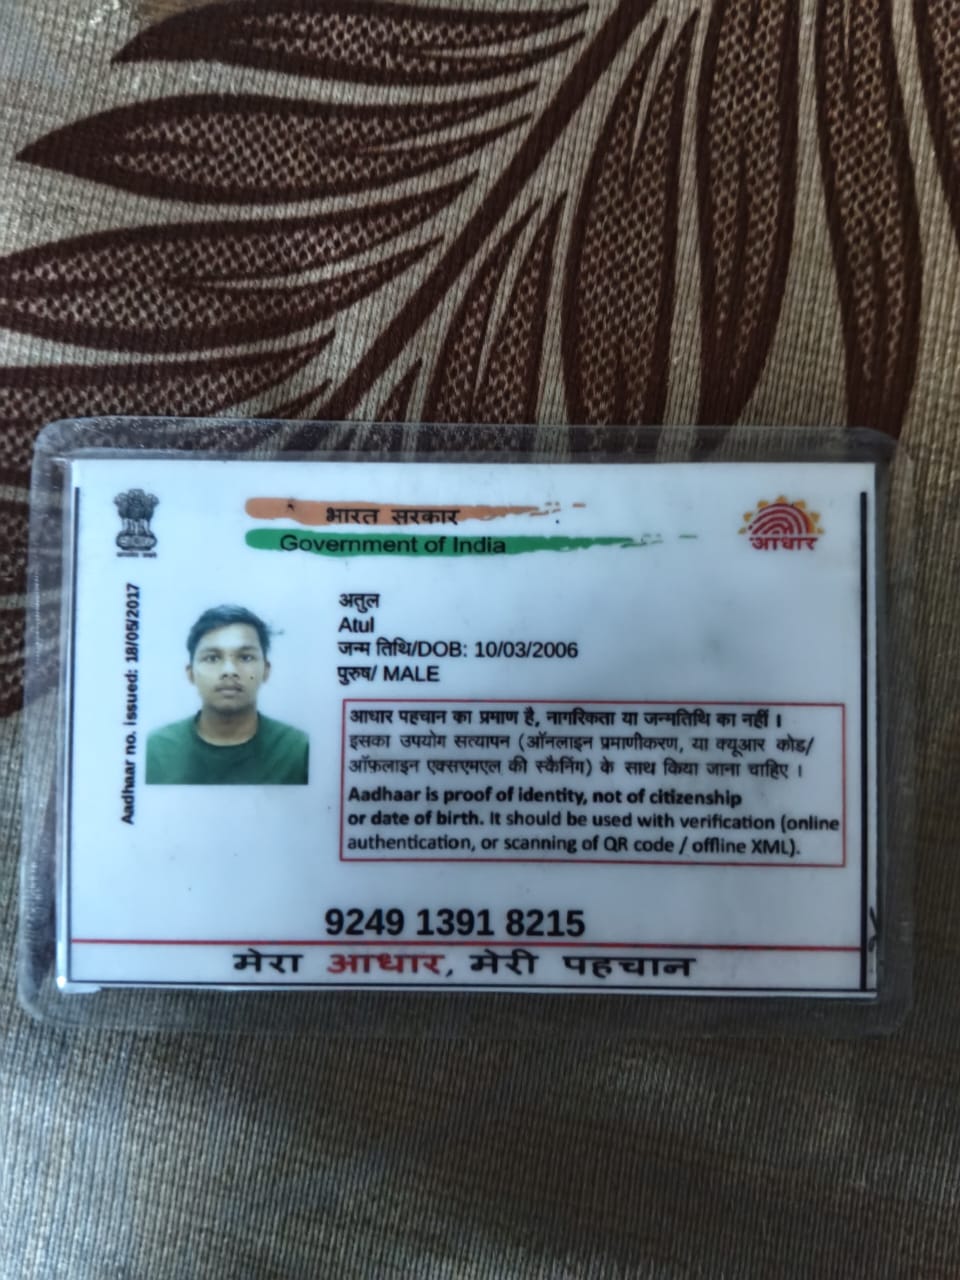 भारत सरकार
Government of India
आधार
Aadhaar no. issued: 18/05/2017
अतुल
Atul
जन्म तिथि/DOB: 10/03/2006
पुरुष/ MALE
आधार पहचान का प्रमाण है, नागरिकता या जन्मतिथि का नहीं ।
इसका उपयोग सत्यापन (ऑनलाइन प्रमाणीकरण, या क्यूआर कोड/
ऑफ़लाइन एक्सएमएल की स्कैनिंग) के साथ किया जाना चाहिए ।
Aadhaar is proof of identity, not of citizenship
or date of birth. It should be used with verification (online
authentication, or scanning of QR code / offline XML).
9249 1391 8215
मेरा आधार, मेरी पहचान